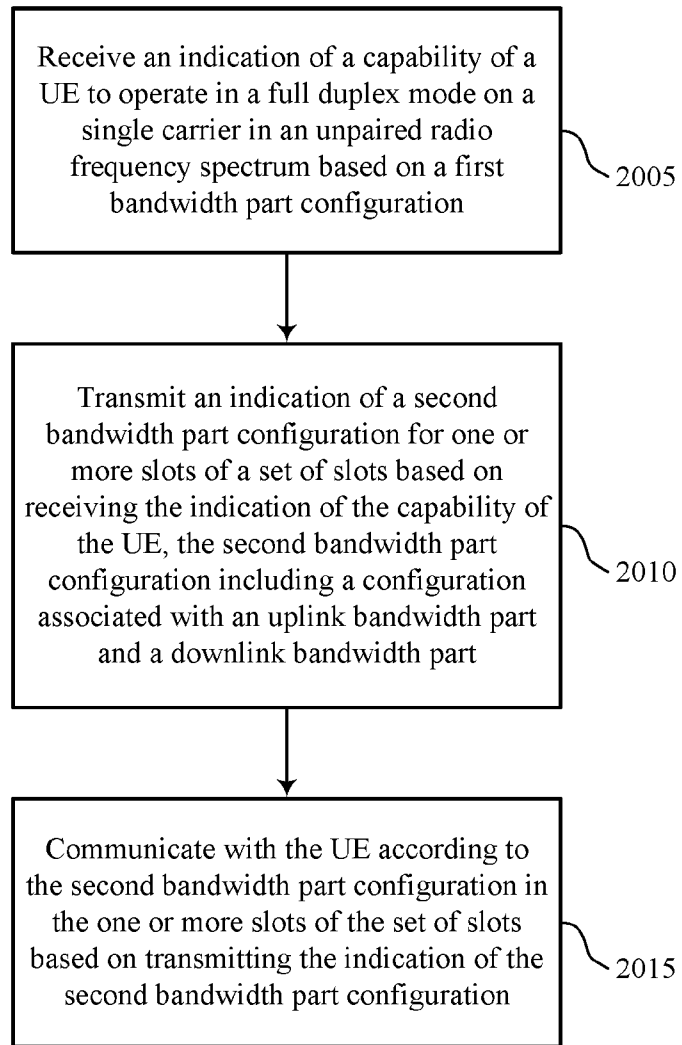 Receive an indication of a capability of a
UE to operate in a full duplex mode on a
single carrier in an unpaired radio
frequency spectrum based on a first
bandwidth part configuration
2005
Transmit an indication of a second
bandwidth part configuration for one or
more slots of a set of slots based on
receiving the indication of the capability of
the UE, the second bandwidth part
configuration including a configuration
associated with an uplink bandwidth part
and a downlink bandwidth part
2010
Communicate with the UE according to
the second bandwidth part configuration in
the one or more slots of the set of slots
based on transmitting the indication of the
second bandwidth part configuration
2015